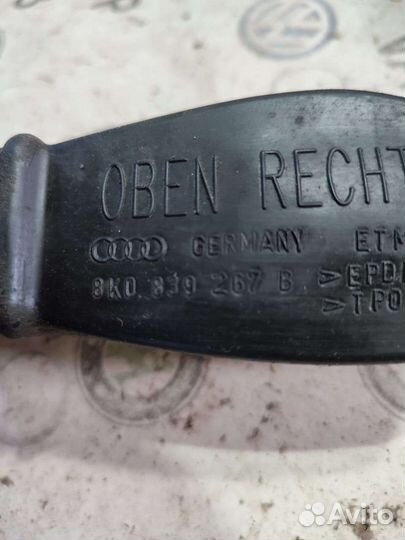 OBEN RECHT
GERMANY ETM
8K0 839 267 B >EPD
>TPO
Avito